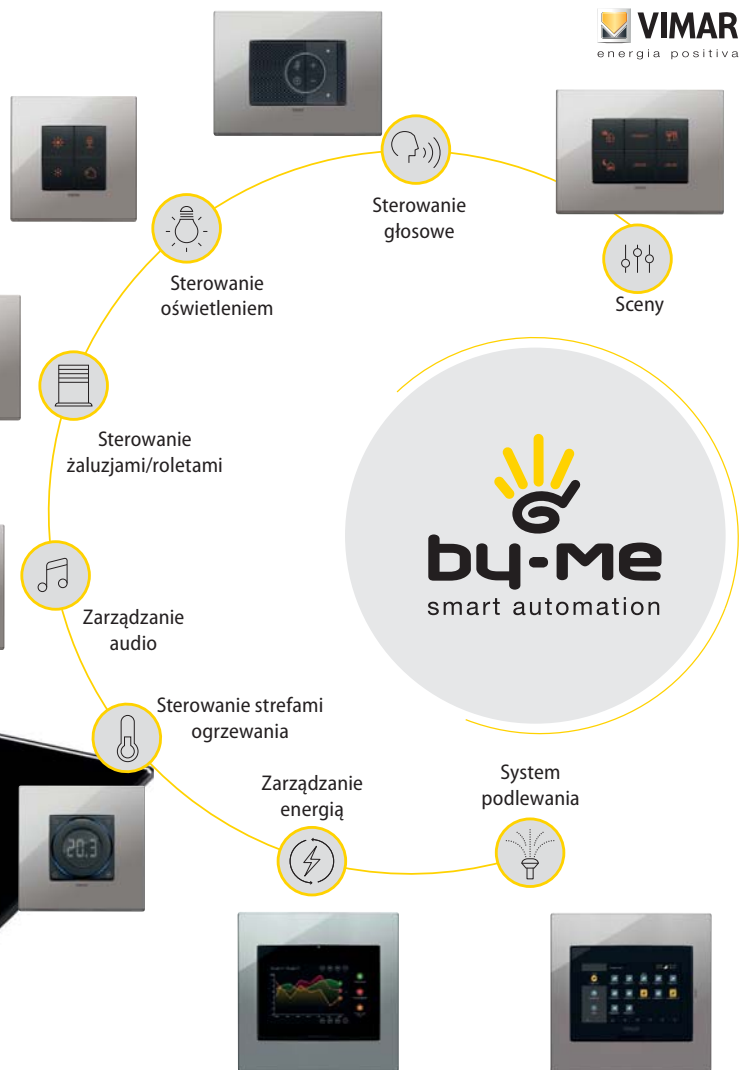 VIMAR
energia positiva
Sterowanie
głosowe
Sceny
Sterowanie
oświetleniem
Sterowanie
żaluzjami/roletami
by-me
smart automation
Zarządzanie
audio
Sterowanie strefami
ogrzewania
20.3
Zarządzanie
energią
System
podlewania